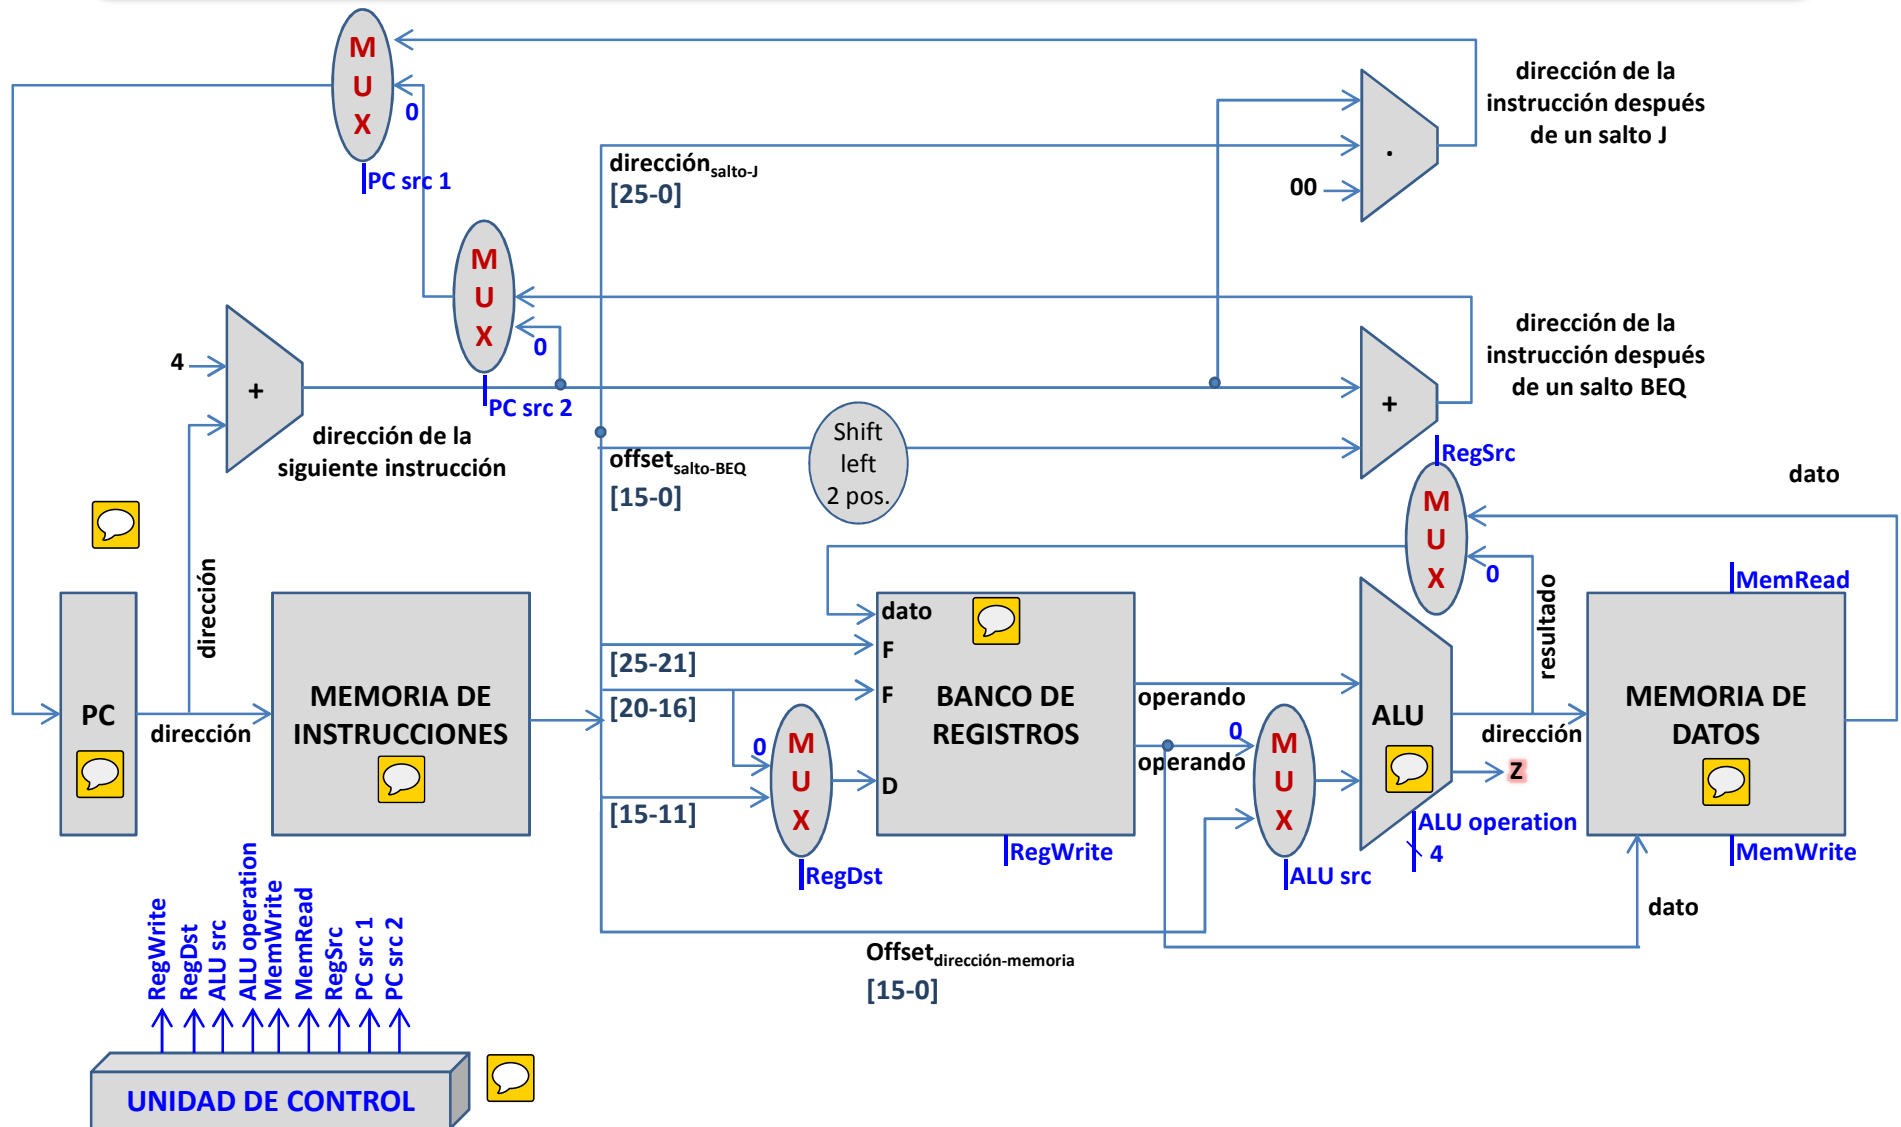 M
U
X
0
PC src 1
dirección de la
instrucción después
de un salto J
.
00
dirección salto-J
[25-0]
M
U
X
0
PC src 2
4
+
dirección de la
siguiente instrucción
dirección de la
instrucción después
de un salto BEQ
+
Shift
left
2 pos.
offset salto-BEQ
[15-0]
RegSrc
M
U
X
0
dato
dirección
PC
dirección
MEMORIA DE
INSTRUCCIONES
dato
F
[25-21]
F
[20-16]
BANCO DE
REGISTROS
0
M
U
X
D
[15-11]
RegDst
RegWrite
operando
0
operando
M
U
X
ALU src
ALU
resultado
dirección
Z
ALU operation
4
MemRead
MEMORIA DE
DATOS
MemWrite
dato
Offset dirección-memoria
[15-0]
RegWrite
RegDst
ALU src
ALU operation
MemWrite
MemRead
RegSrc
PC src 1
PC src 2
UNIDAD DE CONTROL